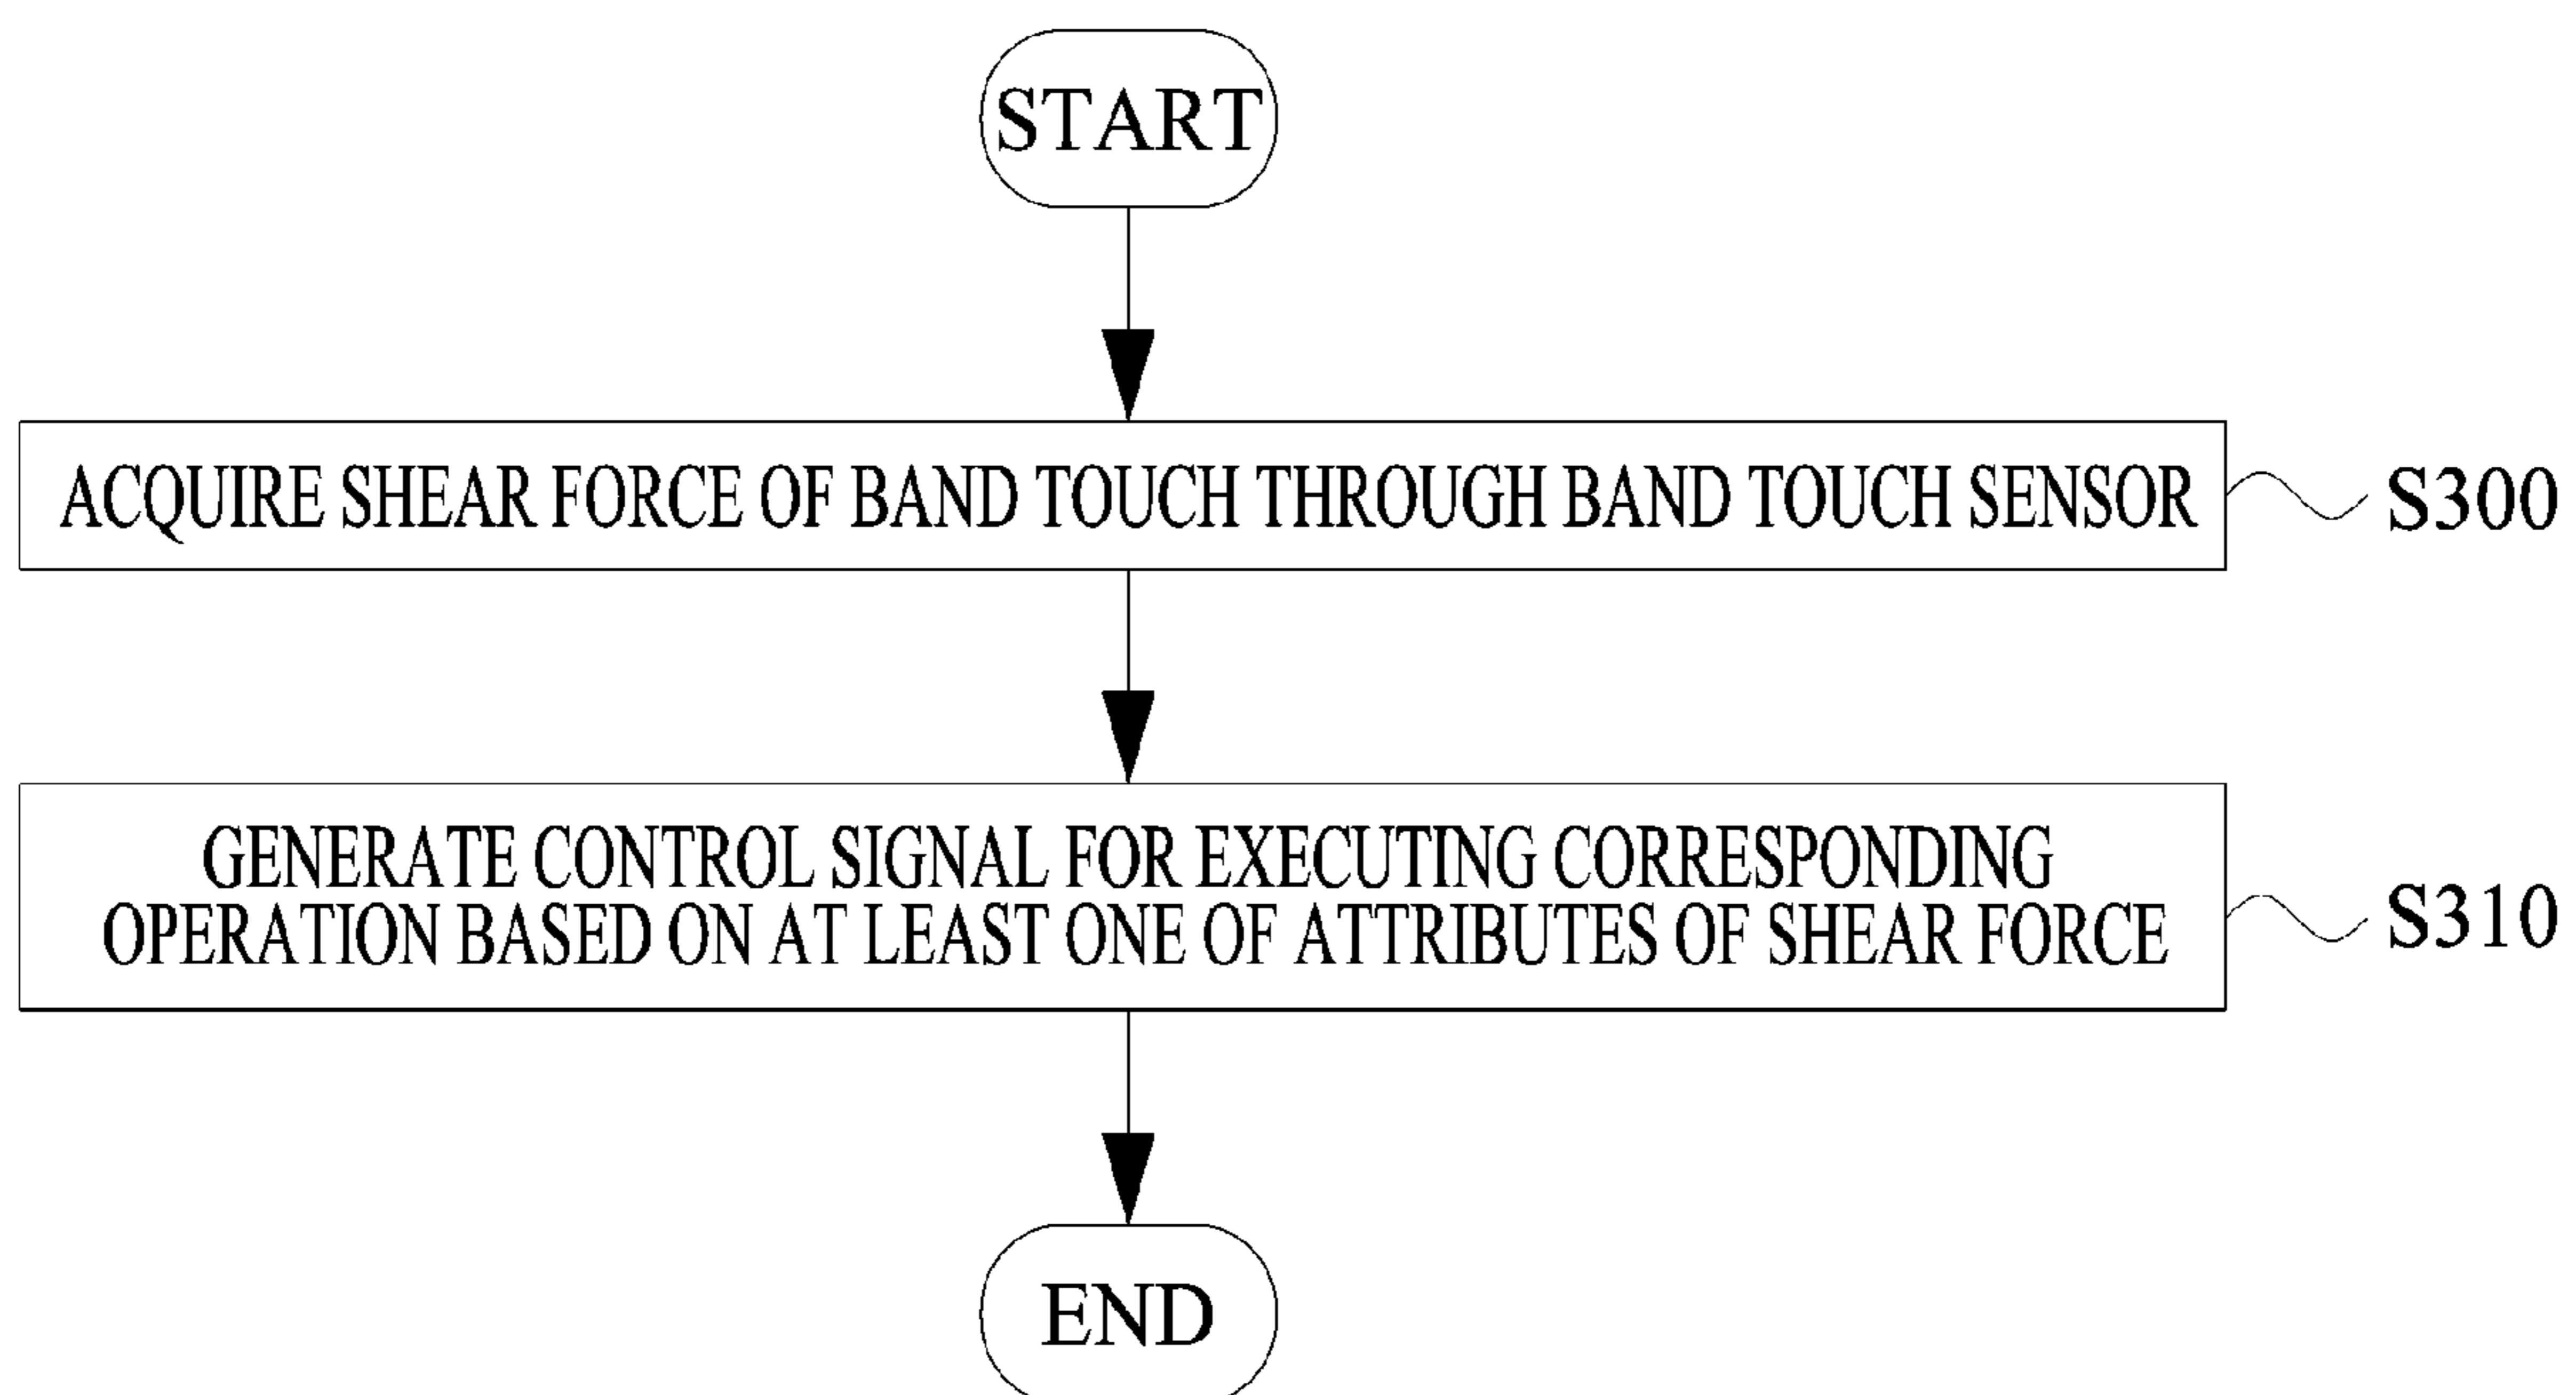 START
ACQUIRE SHEAR FORCE OF BAND TOUCH THROUGH BAND TOUCH SENSOR
S300
GENERATE CONTROL SIGNAL FOR EXECUTING CORRESPONDING
OPERATION BASED ON AT LEAST ONE OF ATTRIBUTES OF SHEAR FORCE
S310
END